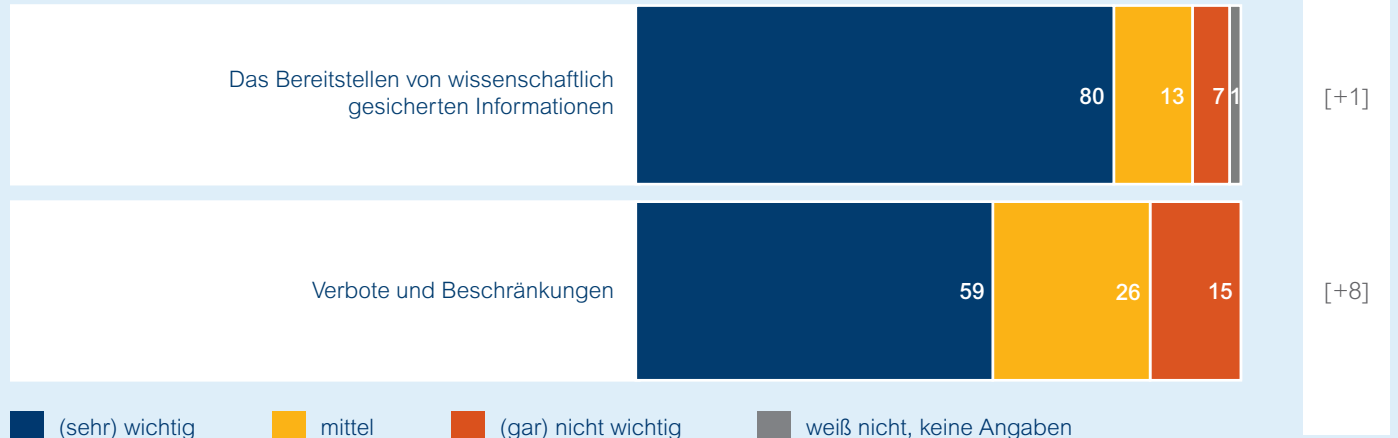 Das Bereitstellen von wissenschaftlich
gesicherten Informationen
80 13 7 1 [+1]
Verbote und Beschränkungen
59 26 15 [+8]
(sehr) wichtig mittel (gar) nicht wichtig weiß nicht, keine Angaben